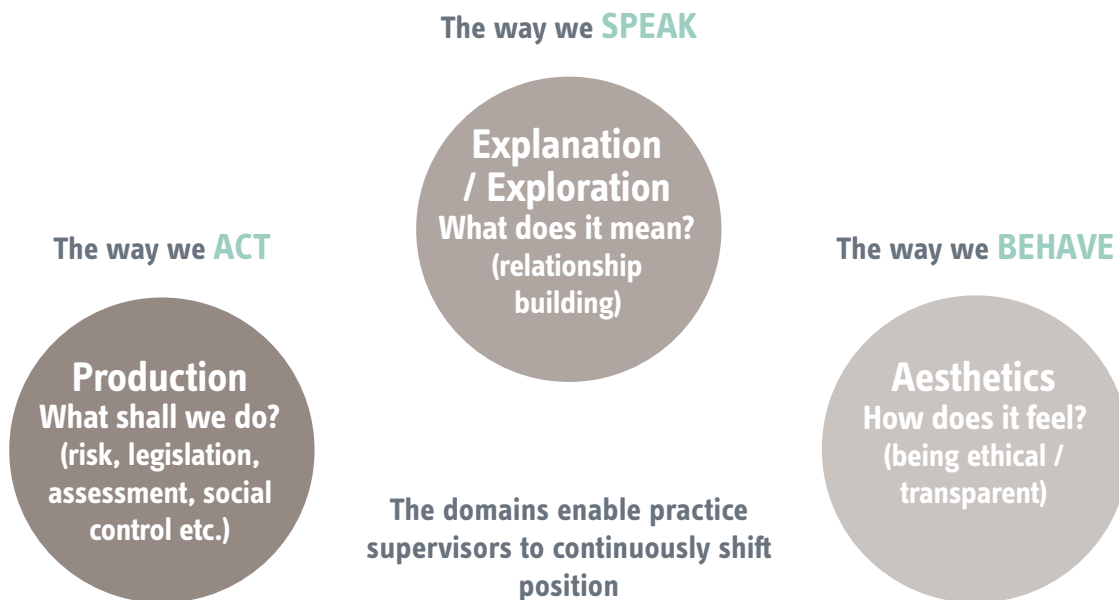 The way we SPEAK
Explanation
/ Exploration
What does it mean?
(relationship
building)
The way we ACT
Production
What shall we do?
(risk, legislation,
assessment, social
control etc.)
The way we BEHAVE
Aesthetics
How does it feel?
(being ethical /
transparent)
The domains enable practice
supervisors to continuously shift
position